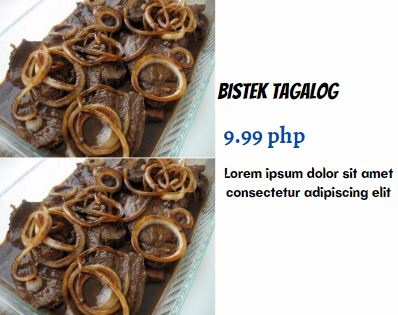 BISTEK TAGALOG
9.99 php
Lorem ipsum dolor sit amet
consectetur adipiscing elit